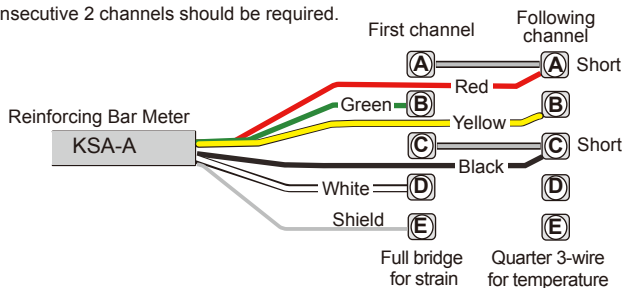 nsecutive 2 channels should be required.
First channel
Following
channel
A A Short
Red
Green B B
Reinforcing Bar Meter
Yellow
KSA-A
C C Short
Black
White D D
Shield E E
Full bridge
for strain
Quarter 3-wire
for temperature